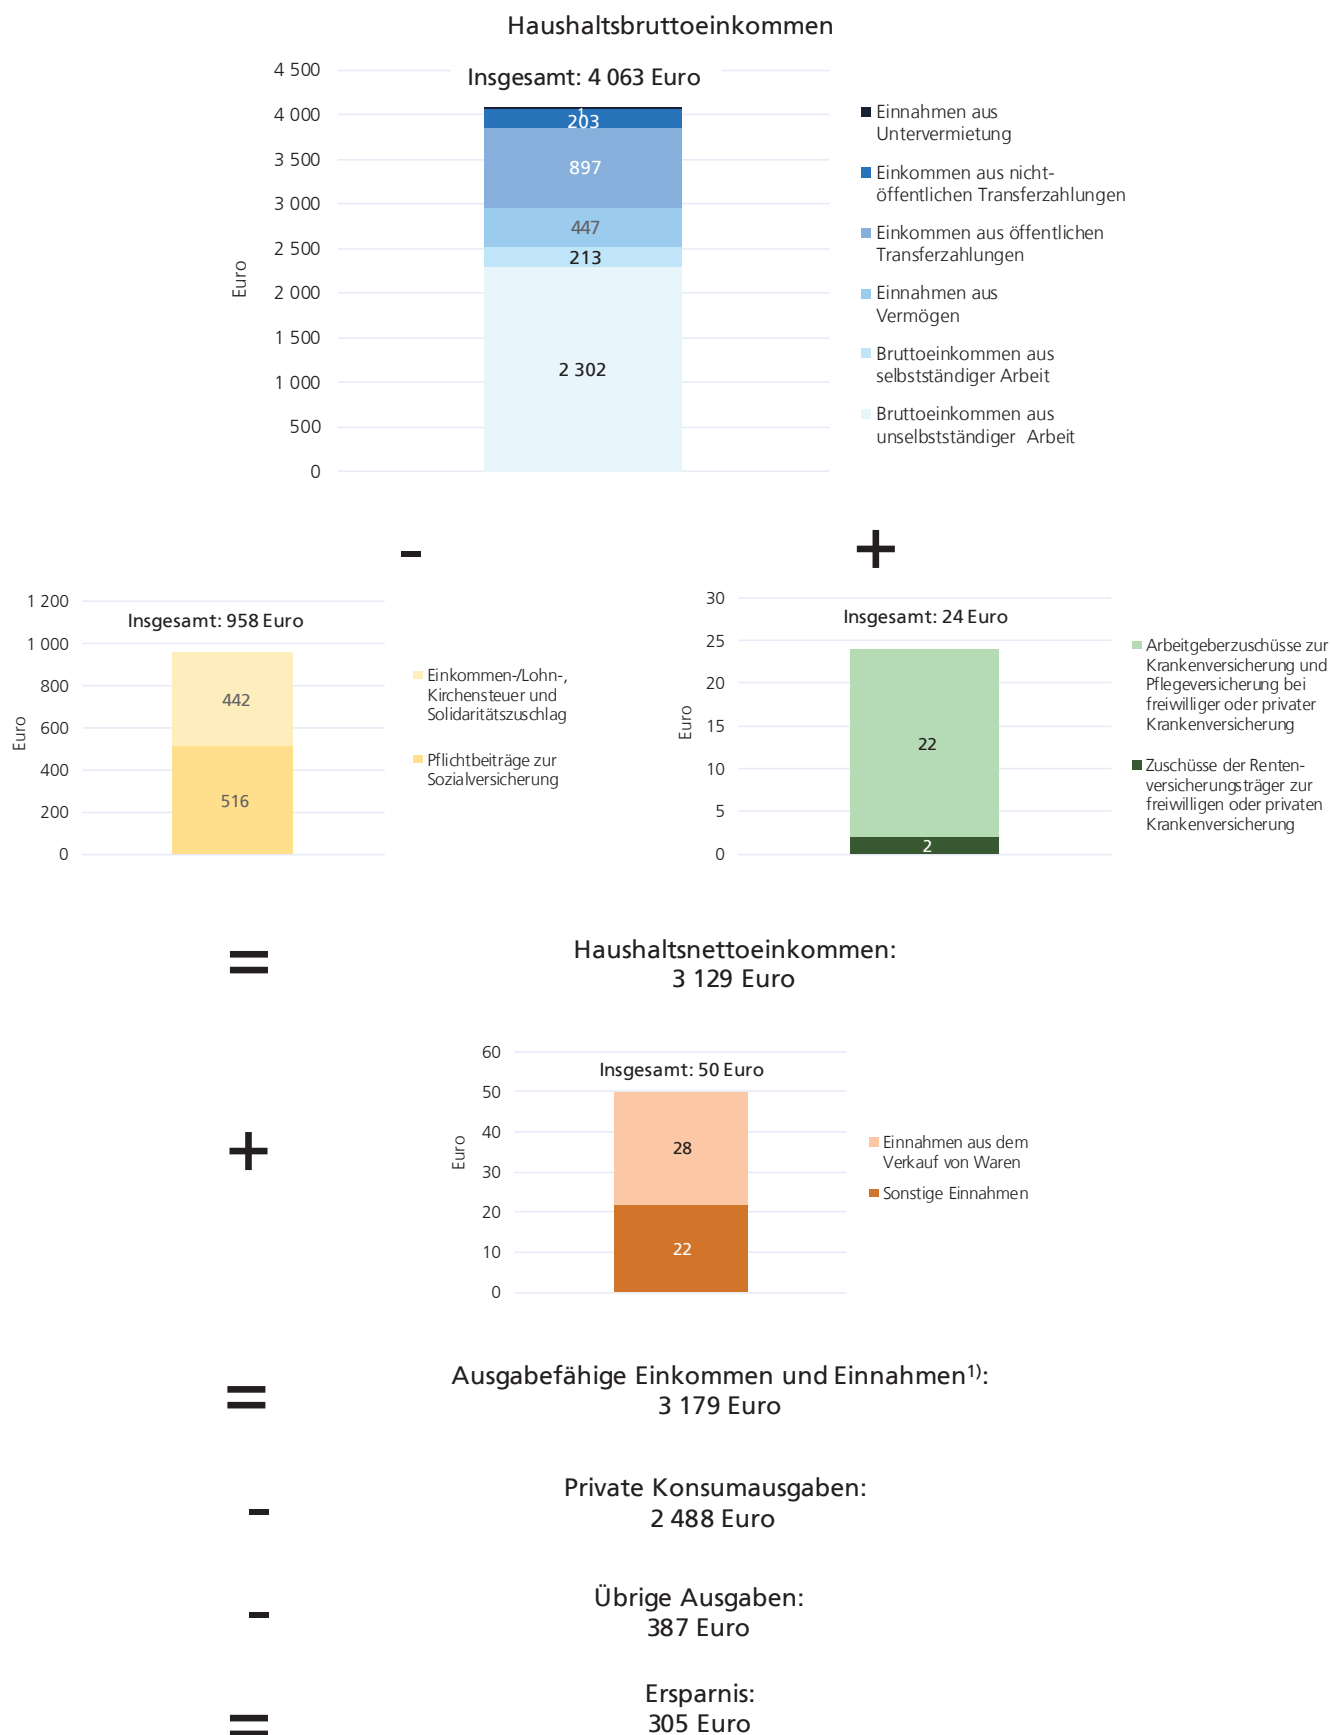 Haushaltsbruttoeinkommen
Insgesamt: 4 063 Euro
4 500
4 000
3 500
3 000
2 500
2 000
1 500
1 000
500
0
Euro
1
203
897
447
213
2 302
Einnahmen aus
Untervermietung
Einkommen aus nicht-
öffentlichen Transferzahlungen
Einkommen aus öffentlichen
Transferzahlungen
Einnahmen aus
Vermögen
Bruttoeinkommen aus
selbstständiger Arbeit
Bruttoeinkommen aus
unselbstständiger Arbeit
-
+
Insgesamt: 958 Euro
1 200
1 000
800
600
400
200
0
Euro
442
516
Einkommen-/Lohn-,
Kirchensteuer und
Solidaritätszuschlag
Pflichtbeiträge zur
Sozialversicherung
Insgesamt: 24 Euro
30
25
20
15
10
5
0
Euro
22
2
Arbeitgeberzuschüsse zur
Krankenversicherung und
Pflegeversicherung bei
freiwilliger oder privater
Krankenversicherung
Zuschüsse der Renten-
versicherungsträger zur
freiwilligen oder privaten
Krankenversicherung
=
Haushaltsnettoeinkommen:
3 129 Euro
+
Insgesamt: 50 Euro
60
50
40
30
20
10
0
Euro
28
22
Einnahmen aus dem
Verkauf von Waren
Sonstige Einnahmen
=
Ausgabefähige Einkommen und Einnahmen1):
3 179 Euro
-
Private Konsumausgaben:
2 488 Euro
-
Übrige Ausgaben:
387 Euro
=
Ersparnis:
305 Euro